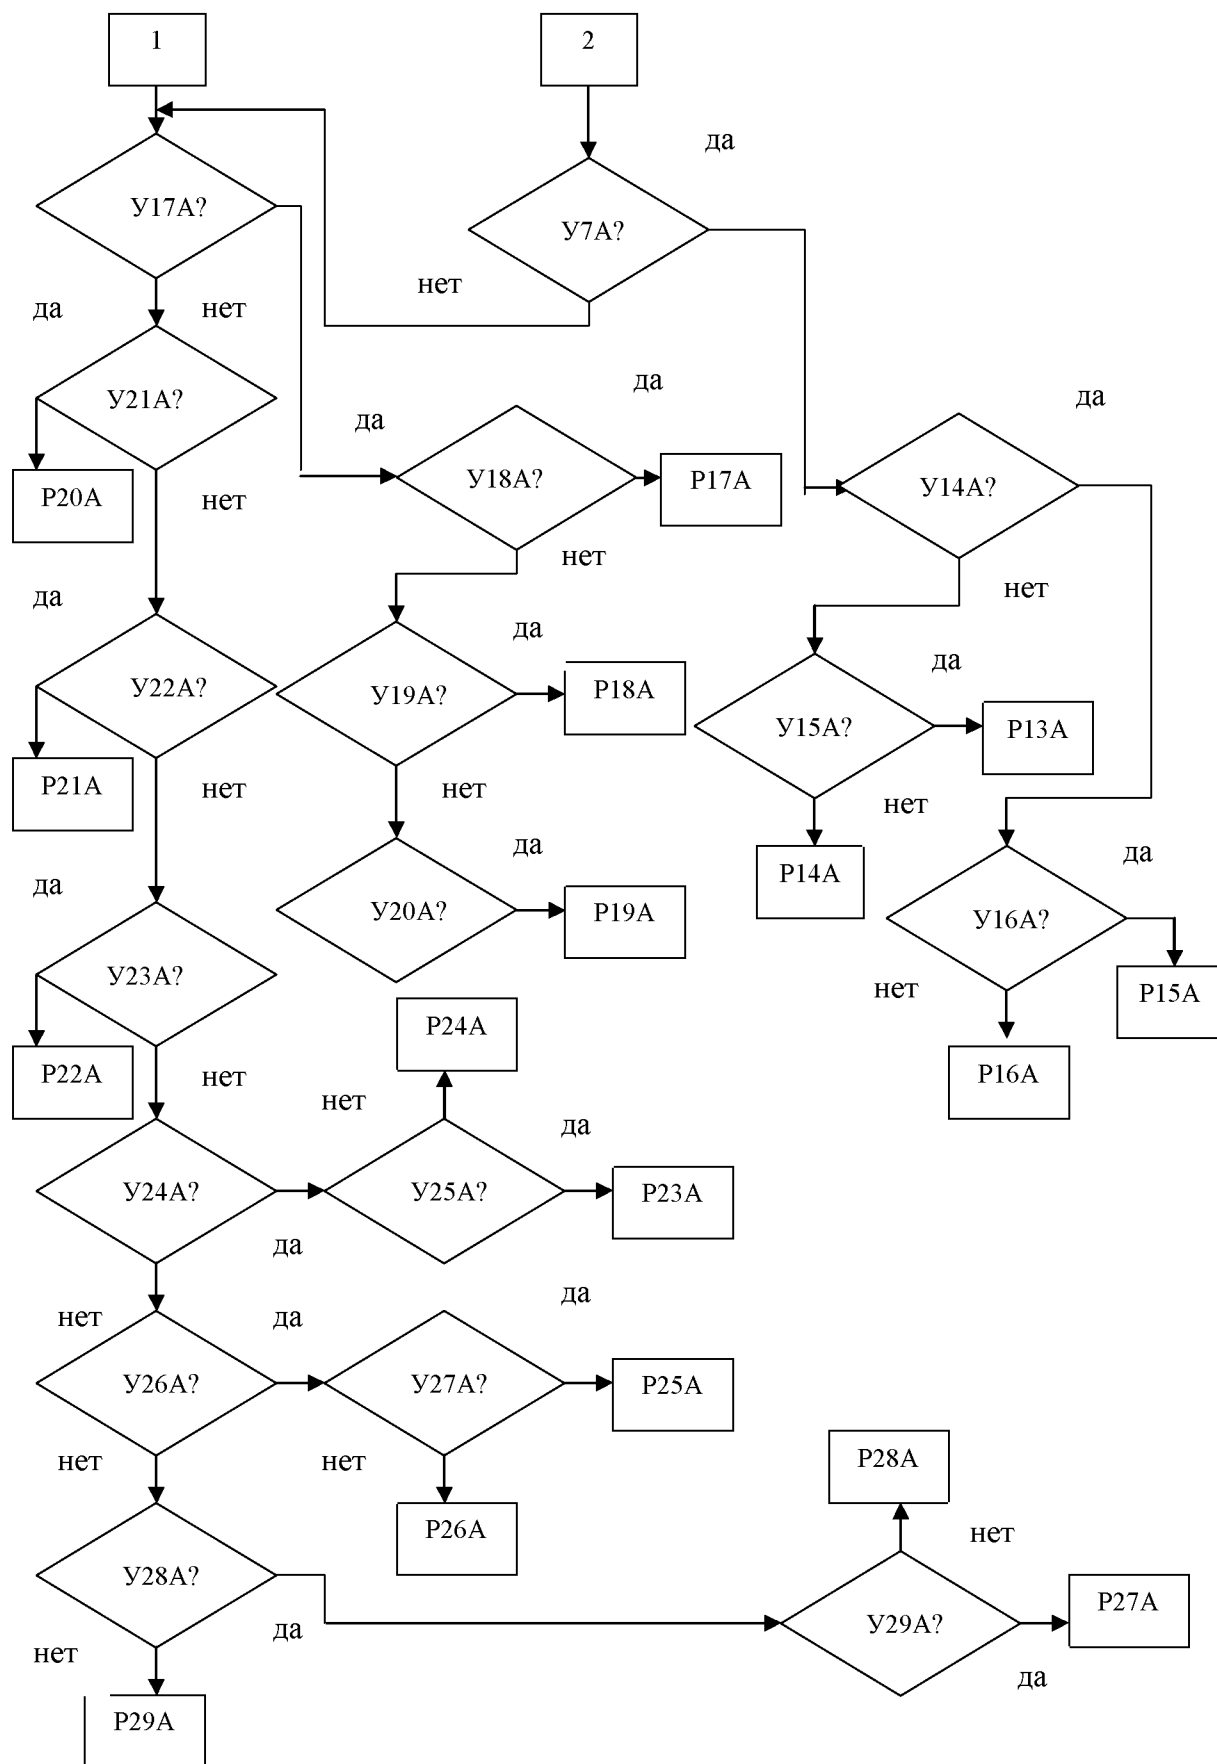 1
2
да
У17А?
У7А?
нет
да
нет
да
да
да
У21А?
У18А?
Р17А
У14А?
Р20А
нет
нет
нет
да
да
да
У22А?
У19А?
Р18А
У15А?
Р13А
Р21А
нет
нет
нет
да
да
Р14А
да
У20А?
Р19А
У16А?
У23А?
нет
Р15А
Р24А
Р22А
нет
Р16А
нет
да
У24А?
У25А?
Р23А
да
да
нет
да
У26А?
У27А?
Р25А
нет
нет
Р28А
Р26А
нет
У28А?
Р27А
да
У29А?
нет
да
Р29А